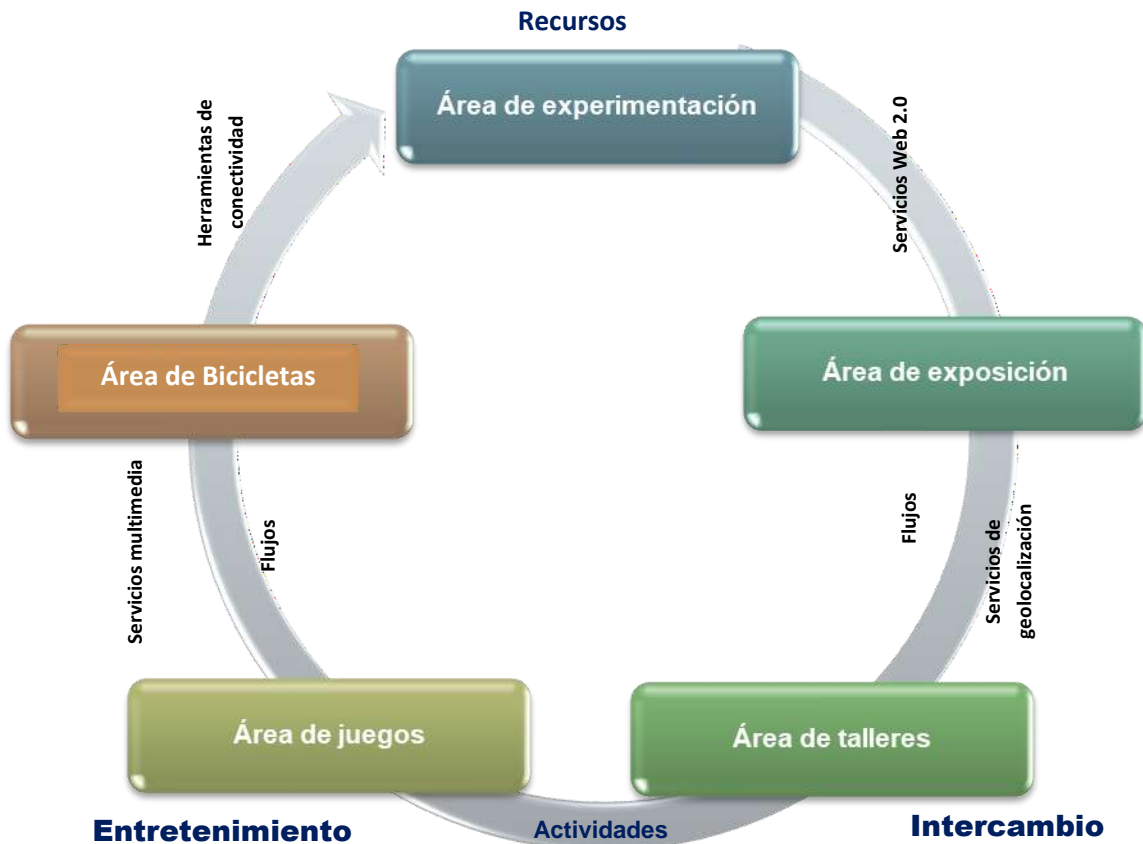 Recursos
Área de experimentación
Herramientas de
conectividad
Servicios Web 2.0
Área de Bicicletas
Área de exposición
Servicios multimedia
Flujos
Flujos
Servicios de
geolocalización
Área de juegos
Área de talleres
Entretenimiento
Actividades
Intercambio